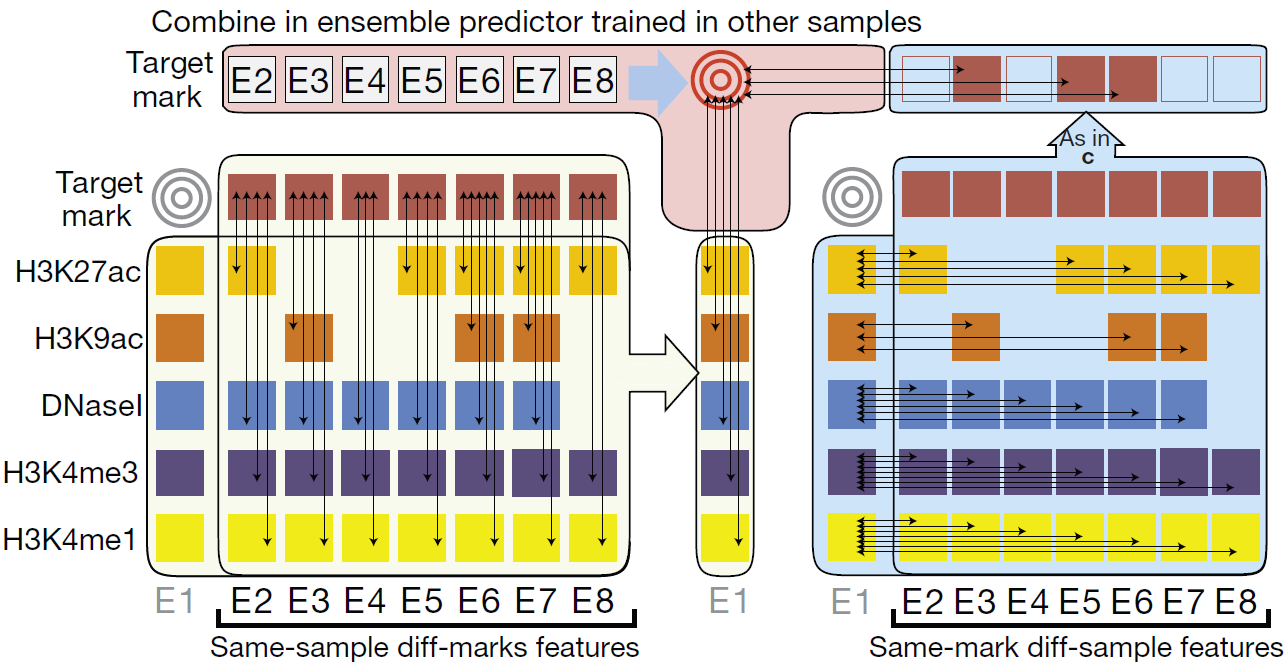 Combine in ensemble predictor trained in other samples
Target
mark
E2 E3 E4 E5 E6 E7 E8
As in
c
Target
mark
Target
mark
H3K27ac
H3K9ac
DNaseI
H3K4me3
H3K4me1
E1 E2 E3 E4 E5 E6 E7 E8
E1
E1 E2 E3 E4 E5 E6 E7 E8
Same-sample diff-marks features
Same-mark diff-sample features